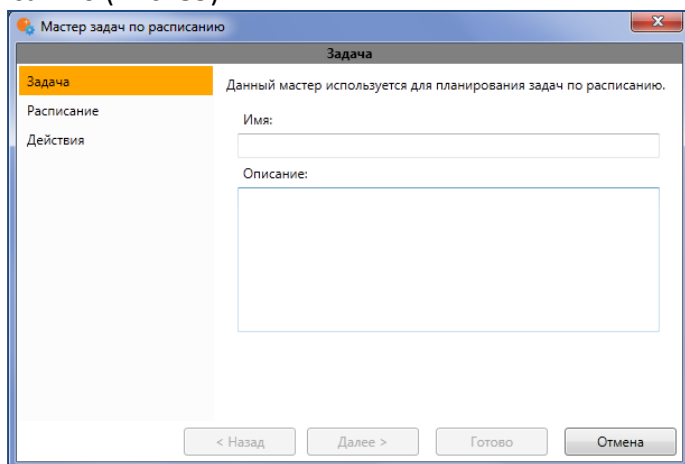 Мастер задач по расписанию
Задача
Задача
Данный мастер используется для планирования задач по расписанию.
Расписание
Имя:
Действия
Описание:
< Назад
Далее >
Готово
Отмена